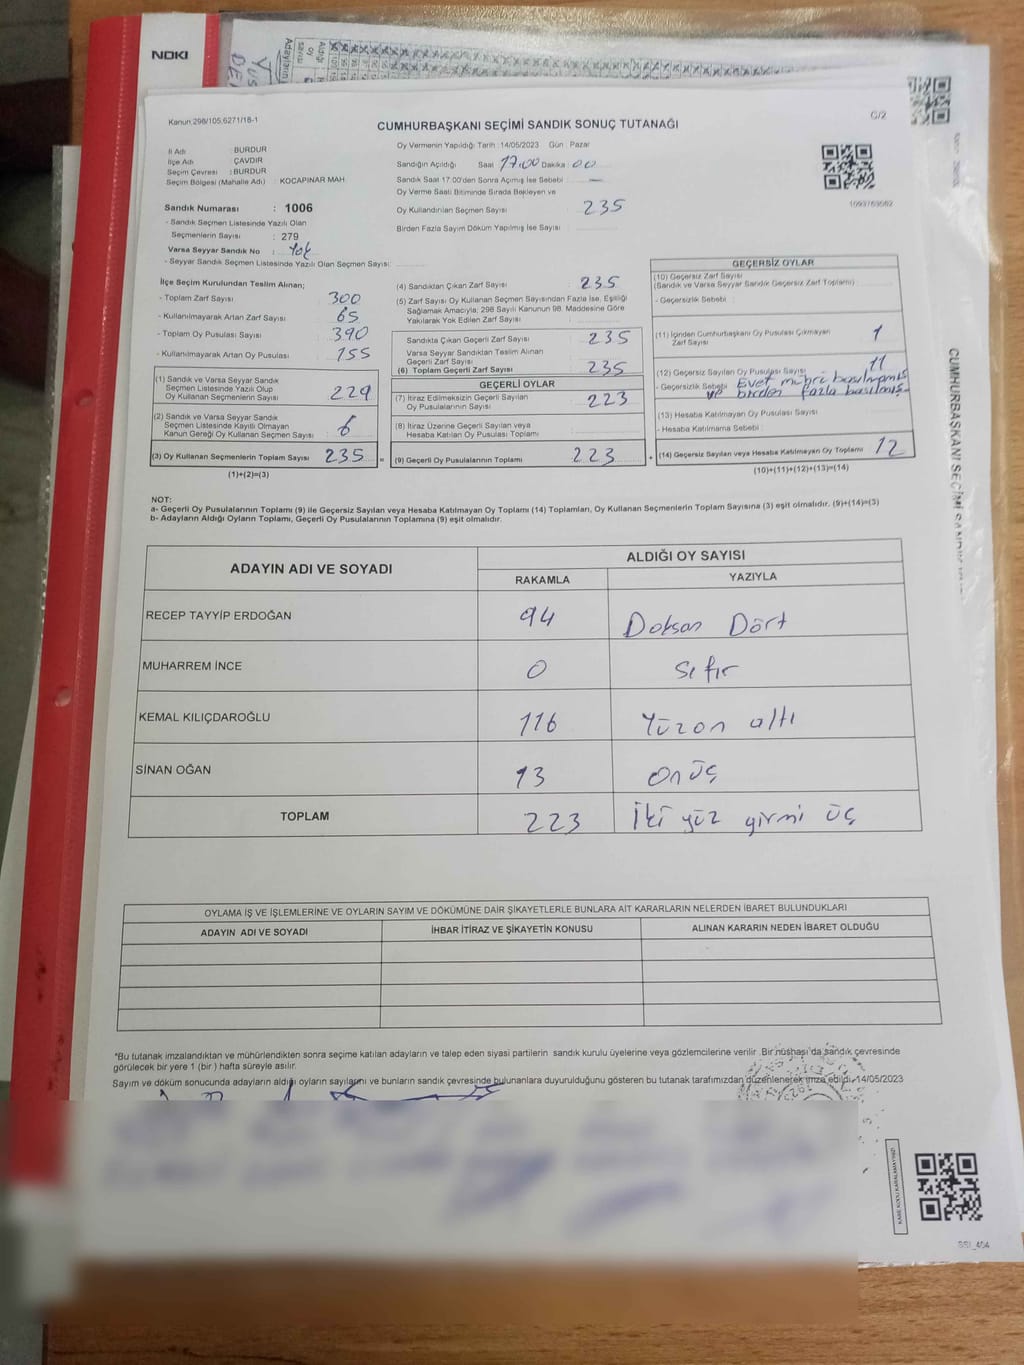 NOKI
Adayların
Aldığı
oy
sayısı
Kanun:298/105,6271/18-1
C/2
CUMHURBAŞKANI SEÇİMİ SANDIK SONUÇ TUTANAĞI
İl Adı : BURDUR
İlçe Adı : ÇAVDIR
Seçim Çevresi : BURDUR
Seçim Bölgesi (Mahalle Adı) : KOCAPINAR MAH.
Oy Vermenin Yapıldığı Tarih :14/05/2023 Gün : Pazar
Sandığın Açıldığı Saat 17.00 Dakika : 00
Sandık Saat 17:00'den Sonra Açılmış İse Sebebi : —
Oy Verme Saati Bitiminde Sırada Bekleyen ve
Oy Kullandırılan Seçmen Sayısı : 235
Birden Fazla Sayım Döküm Yapılmış İse Sayısı :
Sandık Numarası : 1006
- Sandık Seçmen Listesinde Yazılı Olan
Seçmenlerin Sayısı : 279
Varsa Seyyar Sandık No : Yok
- Seyyar Sandık Seçmen Listesinde Yazılı Olan Seçmen Sayısı:
İlçe Seçim Kurulundan Teslim Alınan;
- Toplam Zarf Sayısı 300
- Kullanılmayarak Artan Zarf Sayısı : 65
- Toplam Oy Pusulası Sayısı : 390
- Kullanılmayarak Artan Oy Pusulası : 155
(1) Sandık ve Varsa Seyyar Sandık
Seçmen Listesinde Yazılı Olup
Oy Kullanan Seçmenlerin Sayısı 229
(2) Sandık ve Varsa Seyyar Sandık
Seçmen Listesinde Kayıtlı Olmayan
Kanun Gereği Oy Kullanan Seçmen Sayısı : 6
(3) Oy Kullanan Seçmenlerin Toplam Sayısı 235 =
(1)+(2)=(3)
(4) Sandıktan Çıkan Zarf Sayısı : 235
(5) Zarf Sayısı Oy Kullanan Seçmen Sayısından Fazla İse, Eşitliği
Sağlamak Amacıyla; 298 Sayılı Kanunun 98. Maddesine Göre
Yakılarak Yok Edilen Zarf Sayısı :
Sandıkta Çıkan Geçerli Zarf Sayısı : 235
Varsa Seyyar Sandıktan Teslim Alınan
Geçerli Zarf Sayısı
(6) Toplam Geçerli Zarf Sayısı : 235
GEÇERLİ OYLAR
(7) İtiraz Edilmeksizin Geçerli Sayılan
Oy Pusulalarının Sayısı : 223
(8) İtiraz Üzerine Geçerli Sayılan veya
Hesaba Katılan Oy Pusulası Toplamı :
(9) Geçerli Oy Pusulalarının Toplamı : 223 +
GEÇERSİZ OYLAR
(10) Geçersiz Zarf Sayısı
(Sandık ve Varsa Seyyar Sandık Geçersiz Zarf Toplamı) :
- Geçersizlik Sebebi :
(11) İçinden Cumhurbaşkanı Oy Pusulası Çıkmayan
Zarf Sayısı : 1
(12) Geçersiz Sayılan Oy Pusulası Sayısı : 11
- Geçersizlik Sebebi : Evet mührü basılmamış
ve birden fazla basılmış
(13) Hesaba Katılmayan Oy Pusulası Sayısı :
- Hesaba Katılmama Sebebi :
(14) Geçersiz Sayılan veya Hesaba Katılmayan Oy Toplamı : 12
(10)+(11)+(12)+(13)=(14)
NOT:
a- Geçerli Oy Pusulalarının Toplamı (9) ile Geçersiz Sayılan veya Hesaba Katılmayan Oy Toplamı (14) Toplamları, Oy Kullanan Seçmenlerin Toplam Sayısına (3) eşit olmalıdır. (9)+(14)=(3)
b- Adayların Aldığı Oyların Toplamı, Geçerli Oy Pusulalarının Toplamına (9) eşit olmalıdır.
ADAYIN ADI VE SOYADI
ALDIĞI OY SAYISI
RAKAMLA YAZIYLA
RECEP TAYYİP ERDOĞAN 94 Doksan Dört
MUHARREM İNCE 0 sıfır
KEMAL KILIÇDAROĞLU 116 Yüzon altı
SİNAN OĞAN 13 on üç
TOPLAM 223 İki yüz yirmi üç
OYLAMA İŞ VE İŞLEMLERİNE VE OYLARIN SAYIM VE DÖKÜMÜNE DAİR ŞİKAYETLERLE BUNLARA AİT KARARLARIN NELERDEN İBARET BULUNDUKLARI
ADAYIN ADI VE SOYADI İHBAR İTİRAZ VE ŞİKAYETİN KONUSU ALINAN KARARIN NEDEN İBARET OLDUĞU
*Bu tutanak imzalandıktan ve mühürlendikten sonra seçime katılan adayların ve talep eden siyasi partilerin sandık kurulu üyelerine veya gözlemcilerine verilir. Bir nüshası da sandık çevresinde
görülecek bir yere 1 (bir) hafta süreyle asılır.
Sayım ve döküm sonucunda adayların aldığı oyların sayılarını ve bunların sandık çevresinde bulunanlara duyurulduğunu gösteren bu tutanak tarafımızdan düzenlenerek imza edildi. 14/05/2023
KARE KODU KARALAMAYINIZ!
CUMHURBAŞKANI SEÇİMİ